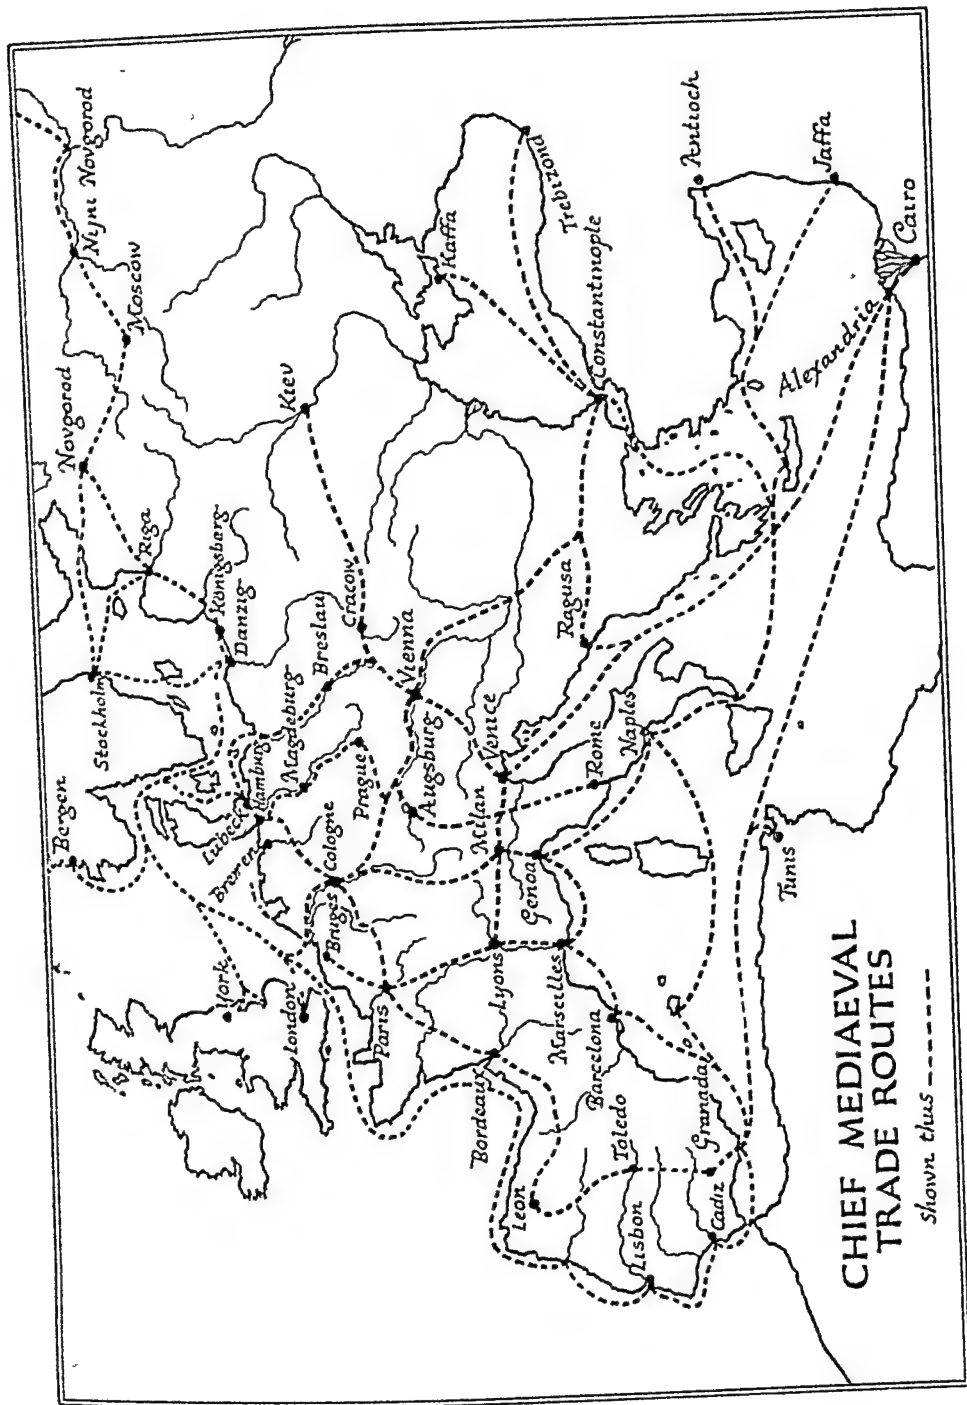 Bergen
Stockholm
Novgorod
Nijni Novgorod
Moscow
Riga
Königsberg
Danzig
York
London
Bremen
Lübeck
Hamburg
Magdeburg
Breslau
Cracow
Kiev
Bruges
Cologne
Prague
Paris
Augsburg
Vienna
Kaffa
Trebizond
Bordeaux
Lyons
Milan
Venice
Leon
Marseilles
Genoa
Ragusa
Constantinople
Barcelona
Rome
Naples
Toledo
Lisbon
Granada
Cadiz
Antioch
Jaffa
Alexandria
Cairo
Tunis
CHIEF MEDIAEVAL
TRADE ROUTES
shown thus